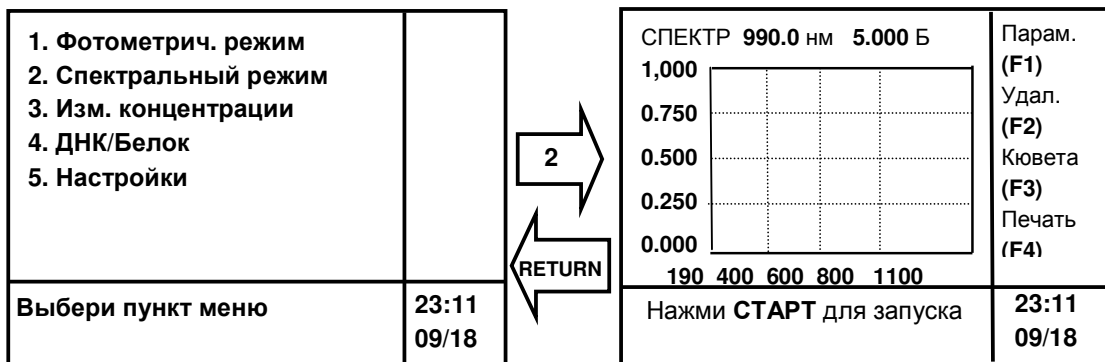 1. Фотометрич. режим
2. Спектральный режим
3. Изм. концентрации
4. ДНК/Белок
5. Настройки
Выбери пункт меню
23:11
09/18
2
RETURN
СПЕКТР 990.0 нм 5.000 Б
1,000
0.750
0.500
0.250
0.000
190 400 600 800 1100
Парам.
(F1)
Удал.
(F2)
Кювета
(F3)
Печать
(F4)
Нажми СТАРТ для запуска
23:11
09/18